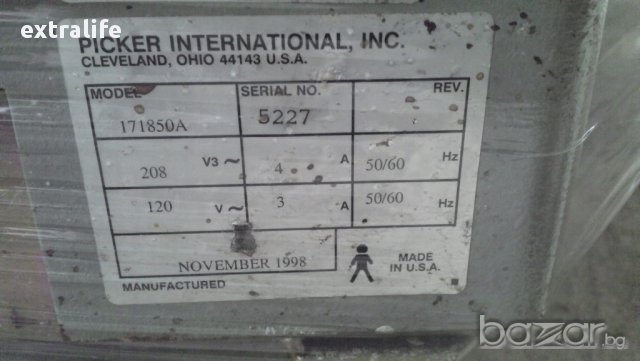 extralife
PICKER INTERNATIONAL, INC.
CLEVELAND, OHIO 44143 U.S.A.
MODEL SERIAL NO. REV.
171850A 5227
208 V3 ~ 4 A 50/60 Hz
120 V ~ 3 A 50/60 Hz
NOVEMBER 1998
MANUFACTURED
MADE
IN U.S.A.
bazar.bg